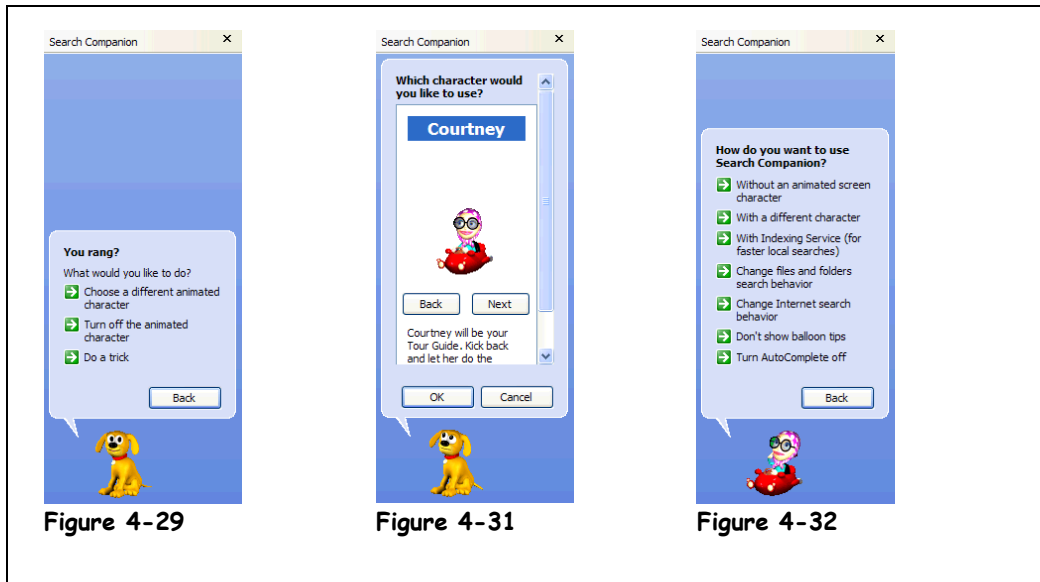 Search Companion ×
You rang?
What would you like to do?
Choose a different animated
character
Turn off the animated
character
Do a trick
Back
Figure 4-29
Search Companion ×
Which character would
you like to use?
Courtney
Back Next
Courtney will be your
Tour Guide. Kick back
and let her do the
OK Cancel
Figure 4-31
Search Companion ×
How do you want to use
Search Companion?
Without an animated screen
character
With a different character
With Indexing Service (for
faster local searches)
Change files and folders
search behavior
Change Internet search
behavior
Don't show balloon tips
Turn AutoComplete off
Back
Figure 4-32